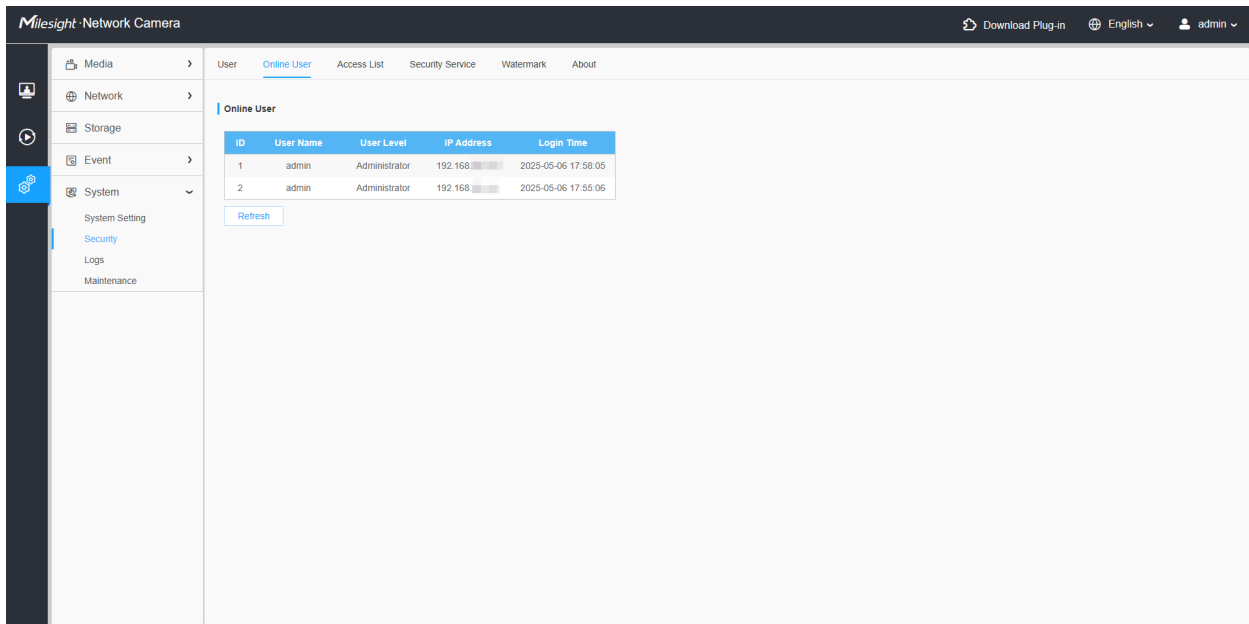 Milesight · Network Camera
Download Plug-in
English
admin
Media
Network
Storage
Event
System
System Setting
Security
Logs
Maintenance
User Online User Access List Security Service Watermark About
Online User
ID User Name User Level IP Address Login Time
1 admin Administrator 192.168. 2025-05-06 17:58:05
2 admin Administrator 192.168. 2025-05-06 17:55:06
Refresh